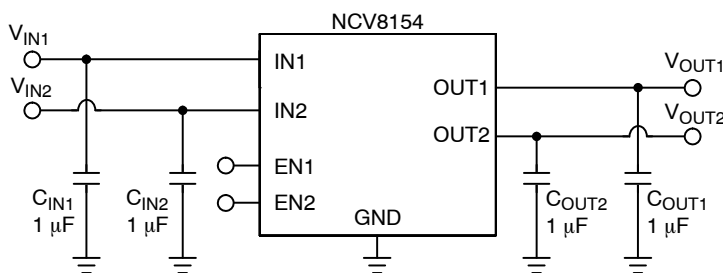 NCV8154
VIN1
VIN2
IN1
IN2
EN1
EN2
GND
OUT1
OUT2
VOUT1
VOUT2
CIN1
1 μF
CIN2
1 μF
COUT2
1 μF
COUT1
1 μF